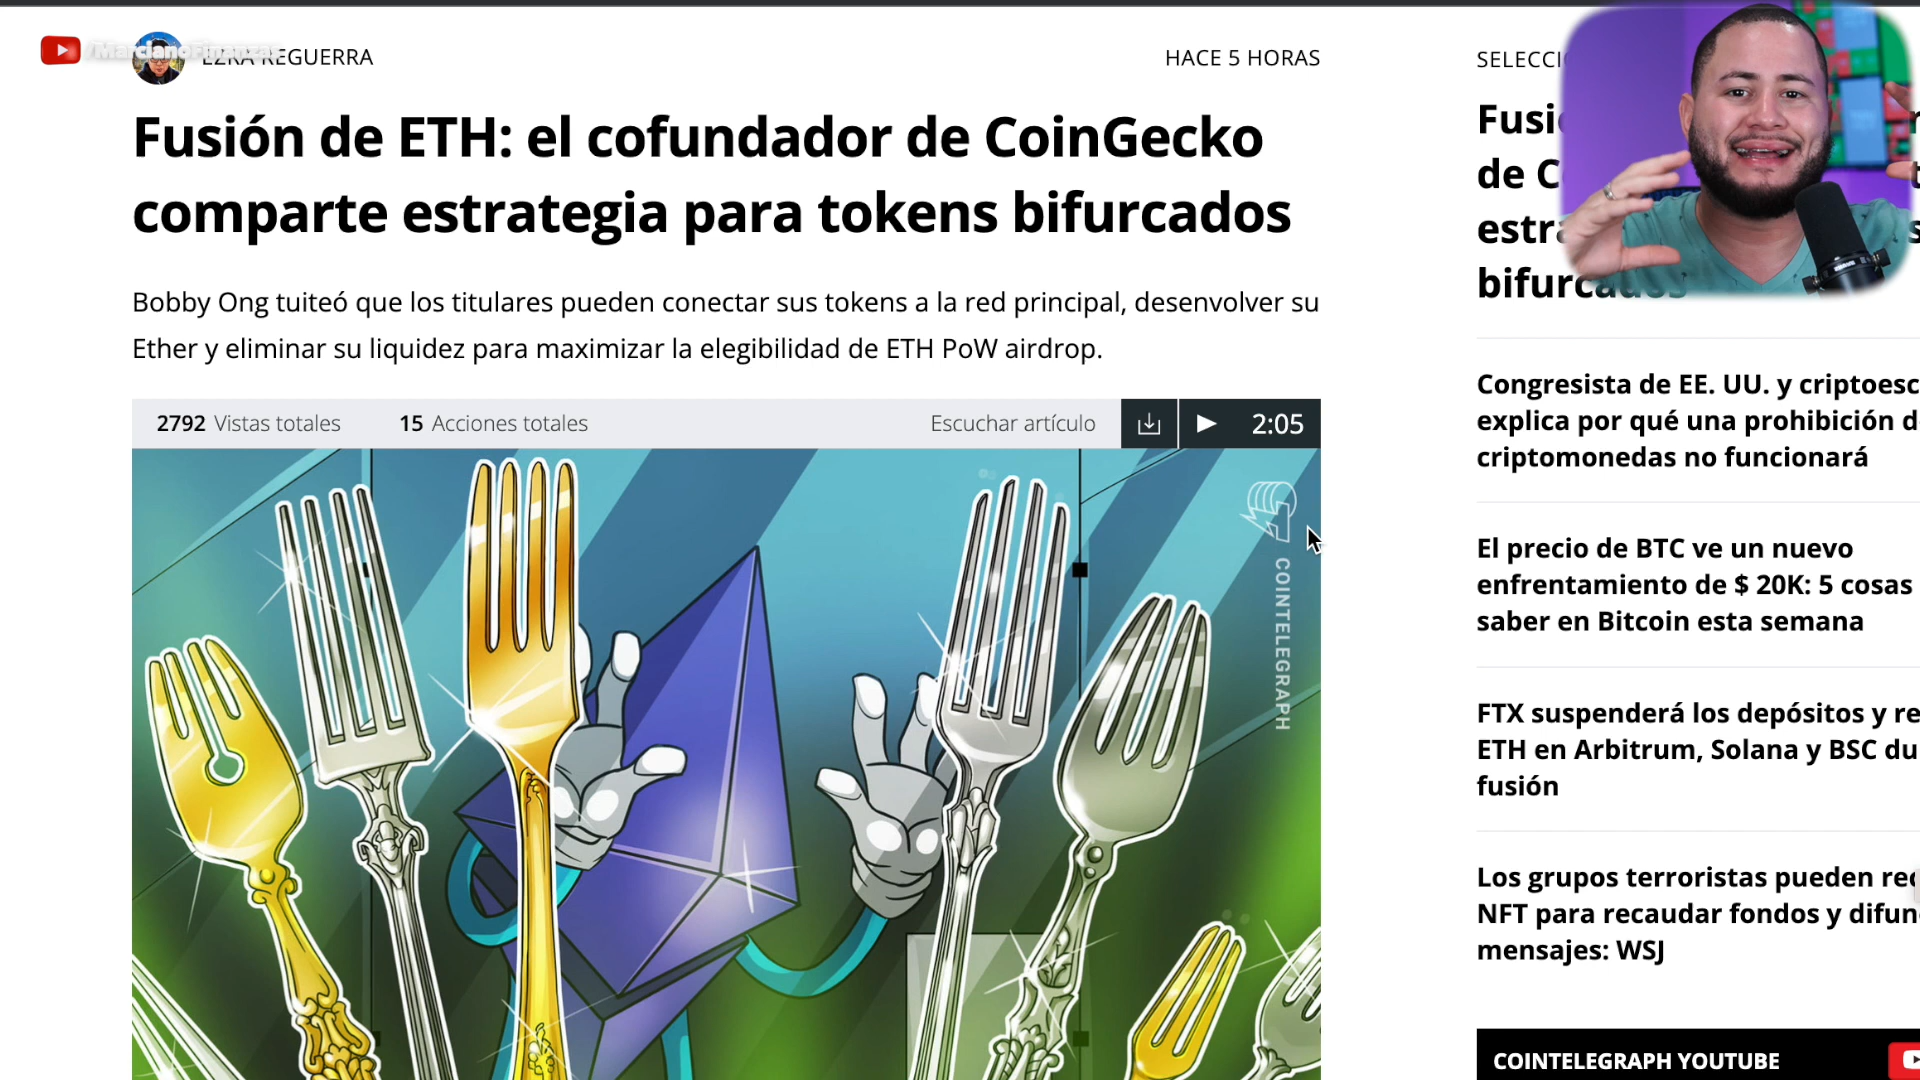 /MarcianoFinanzas
EZRA REGUERRA
HACE 5 HORAS
Fusión de ETH: el cofundador de CoinGecko
comparte estrategia para tokens bifurcados
Bobby Ong tuiteó que los titulares pueden conectar sus tokens a la red principal, desenvolver su
Ether y eliminar su liquidez para maximizar la elegibilidad de ETH PoW airdrop.
2792 Vistas totales
15 Acciones totales
Escuchar artículo
2:05
COINTELEGRAPH
SELECCI
Fusi
de C
estra
bifurcados
Congresista de EE. UU. y criptoesc
explica por qué una prohibición d
criptomonedas no funcionará
El precio de BTC ve un nuevo
enfrentamiento de $ 20K: 5 cosas
saber en Bitcoin esta semana
FTX suspenderá los depósitos y re
ETH en Arbitrum, Solana y BSC du
fusión
Los grupos terroristas pueden rec
NFT para recaudar fondos y difun
mensajes: WSJ
COINTELEGRAPH YOUTUBE